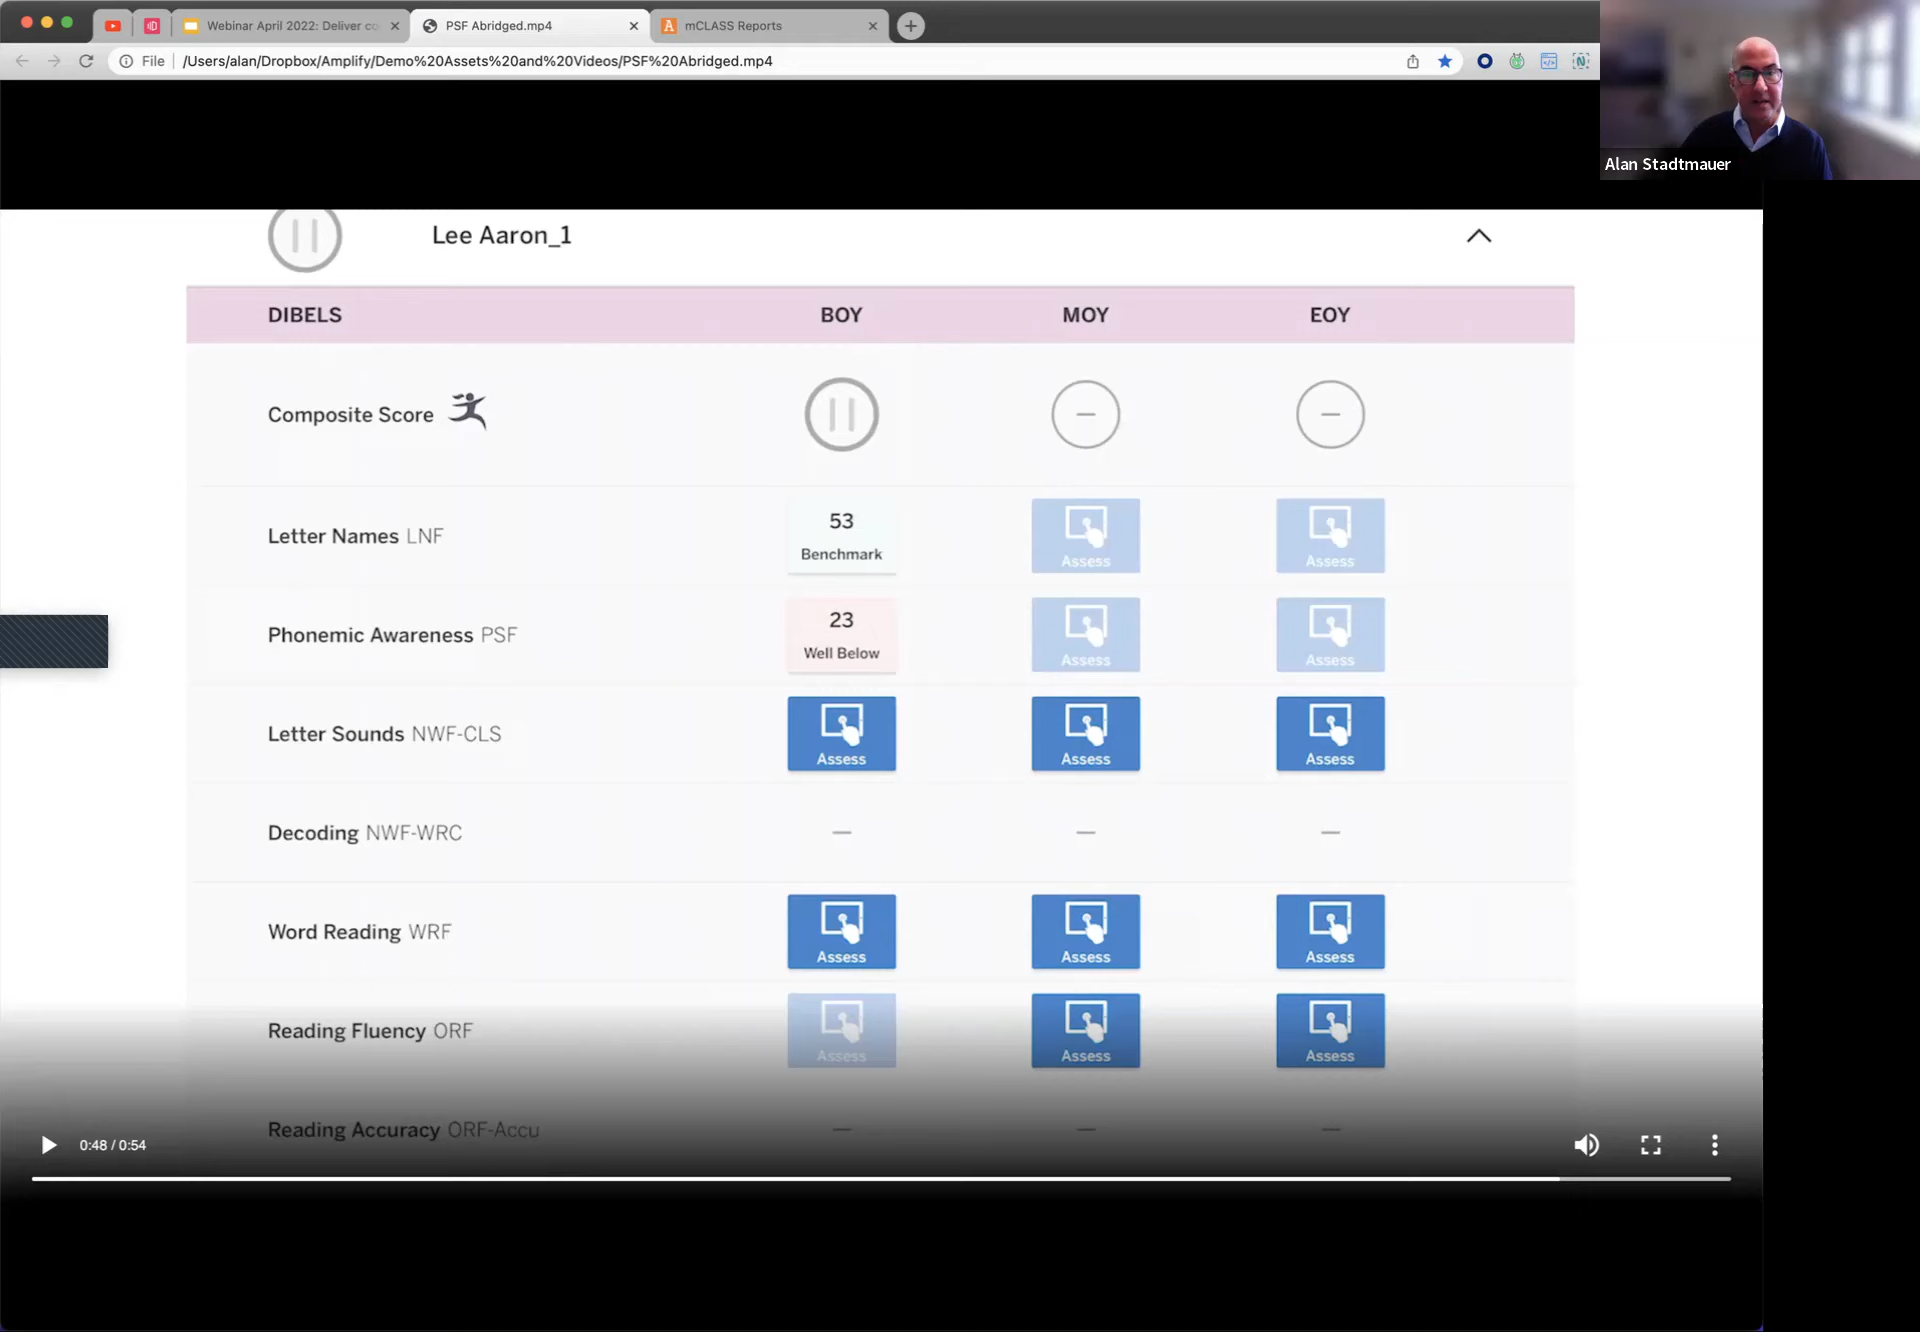 Webinar April 2022: Deliver co
PSF Abridged.mp4
mCLASS Reports
File
/Users/alan/Dropbox/Amplify/Demo%20Assets%20and%20Videos/PSF%20Abridged.mp4
Alan Stadtmauer
Lee Aaron_1
DIBELS BOY MOY EOY
Composite Score
Letter Names LNF
53
Benchmark
Assess
Assess
Phonemic Awareness PSF
23
Well Below
Assess
Assess
Letter Sounds NWF-CLS
Assess
Assess
Assess
Decoding NWF-WRC — — —
Word Reading WRF
Assess
Assess
Assess
Reading Fluency ORF
Assess
Assess
Assess
Reading Accuracy ORF-Accu — — —
0:48 / 0:54